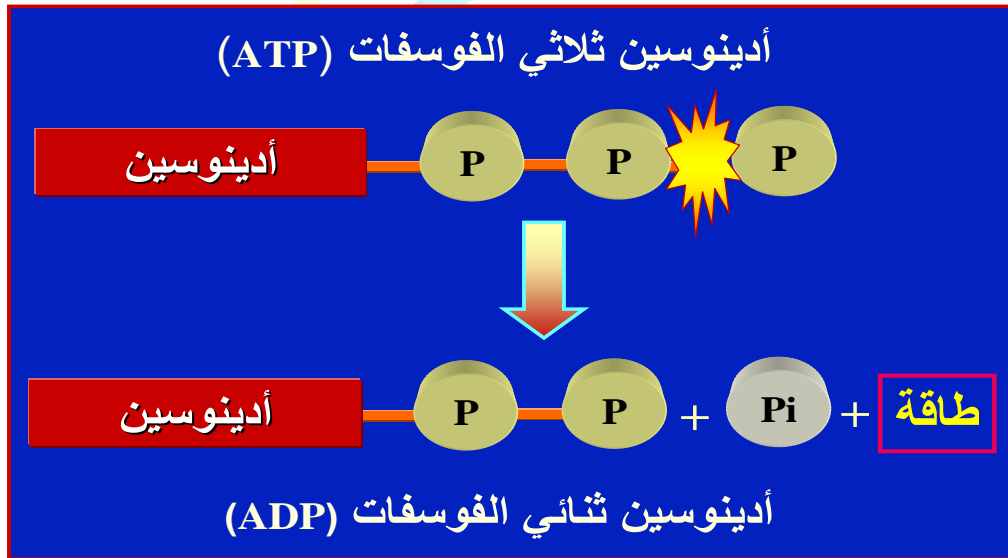 أدينوسين ثلاثي الفوسفات (ATP)
أدينوسين P P P
أدينوسين P P + Pi + طاقة
أدينوسين ثنائي الفوسفات (ADP)